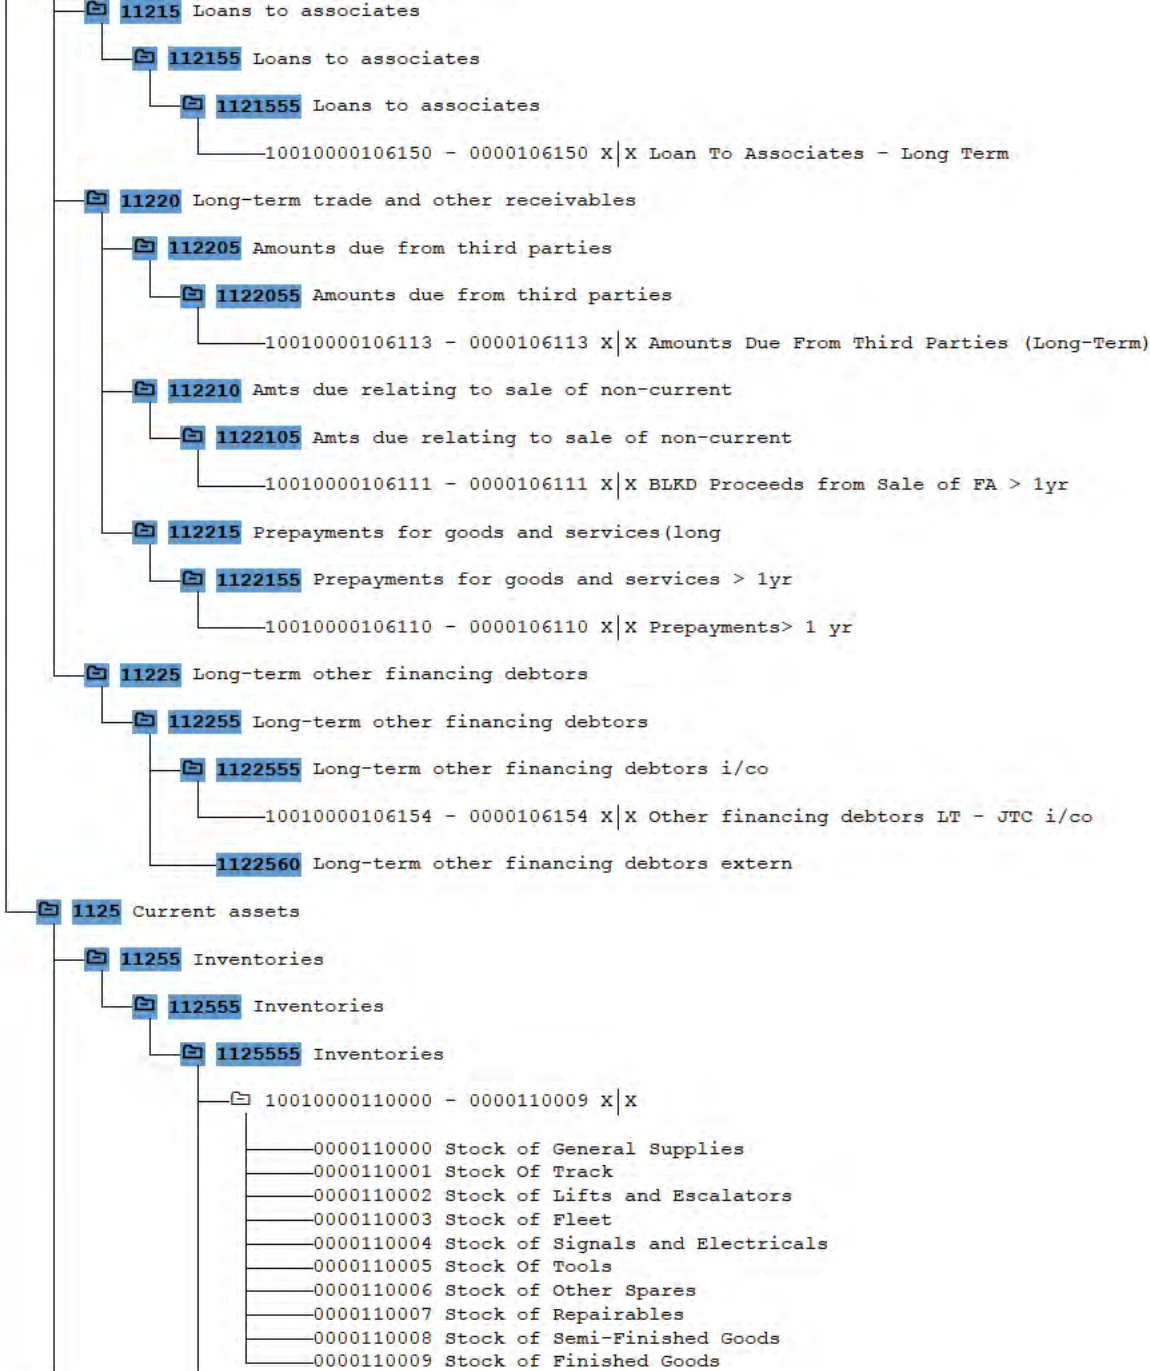 11215 Loans to associates
112155 Loans to associates
1121555 Loans to associates
10010000106150 - 0000106150 X|X Loan To Associates - Long Term
11220 Long-term trade and other receivables
112205 Amounts due from third parties
1122055 Amounts due from third parties
10010000106113 - 0000106113 X|X Amounts Due From Third Parties (Long-Term)
112210 Amts due relating to sale of non-current
1122105 Amts due relating to sale of non-current
10010000106111 - 0000106111 X|X BLKD Proceeds from Sale of FA > 1yr
112215 Prepayments for goods and services(long
1122155 Prepayments for goods and services > 1yr
10010000106110 - 0000106110 X|X Prepayments> 1 yr
11225 Long-term other financing debtors
112255 Long-term other financing debtors
1122555 Long-term other financing debtors i/co
10010000106154 - 0000106154 X|X Other financing debtors LT - JTC i/co
1122560 Long-term other financing debtors extern
1125 Current assets
11255 Inventories
112555 Inventories
1125555 Inventories
10010000110000 - 0000110009 X|X
0000110000 Stock of General Supplies
0000110001 Stock Of Track
0000110002 Stock of Lifts and Escalators
0000110003 Stock of Fleet
0000110004 Stock of Signals and Electricals
0000110005 Stock Of Tools
0000110006 Stock of Other Spares
0000110007 Stock of Repairables
0000110008 Stock of Semi-Finished Goods
0000110009 Stock of Finished Goods